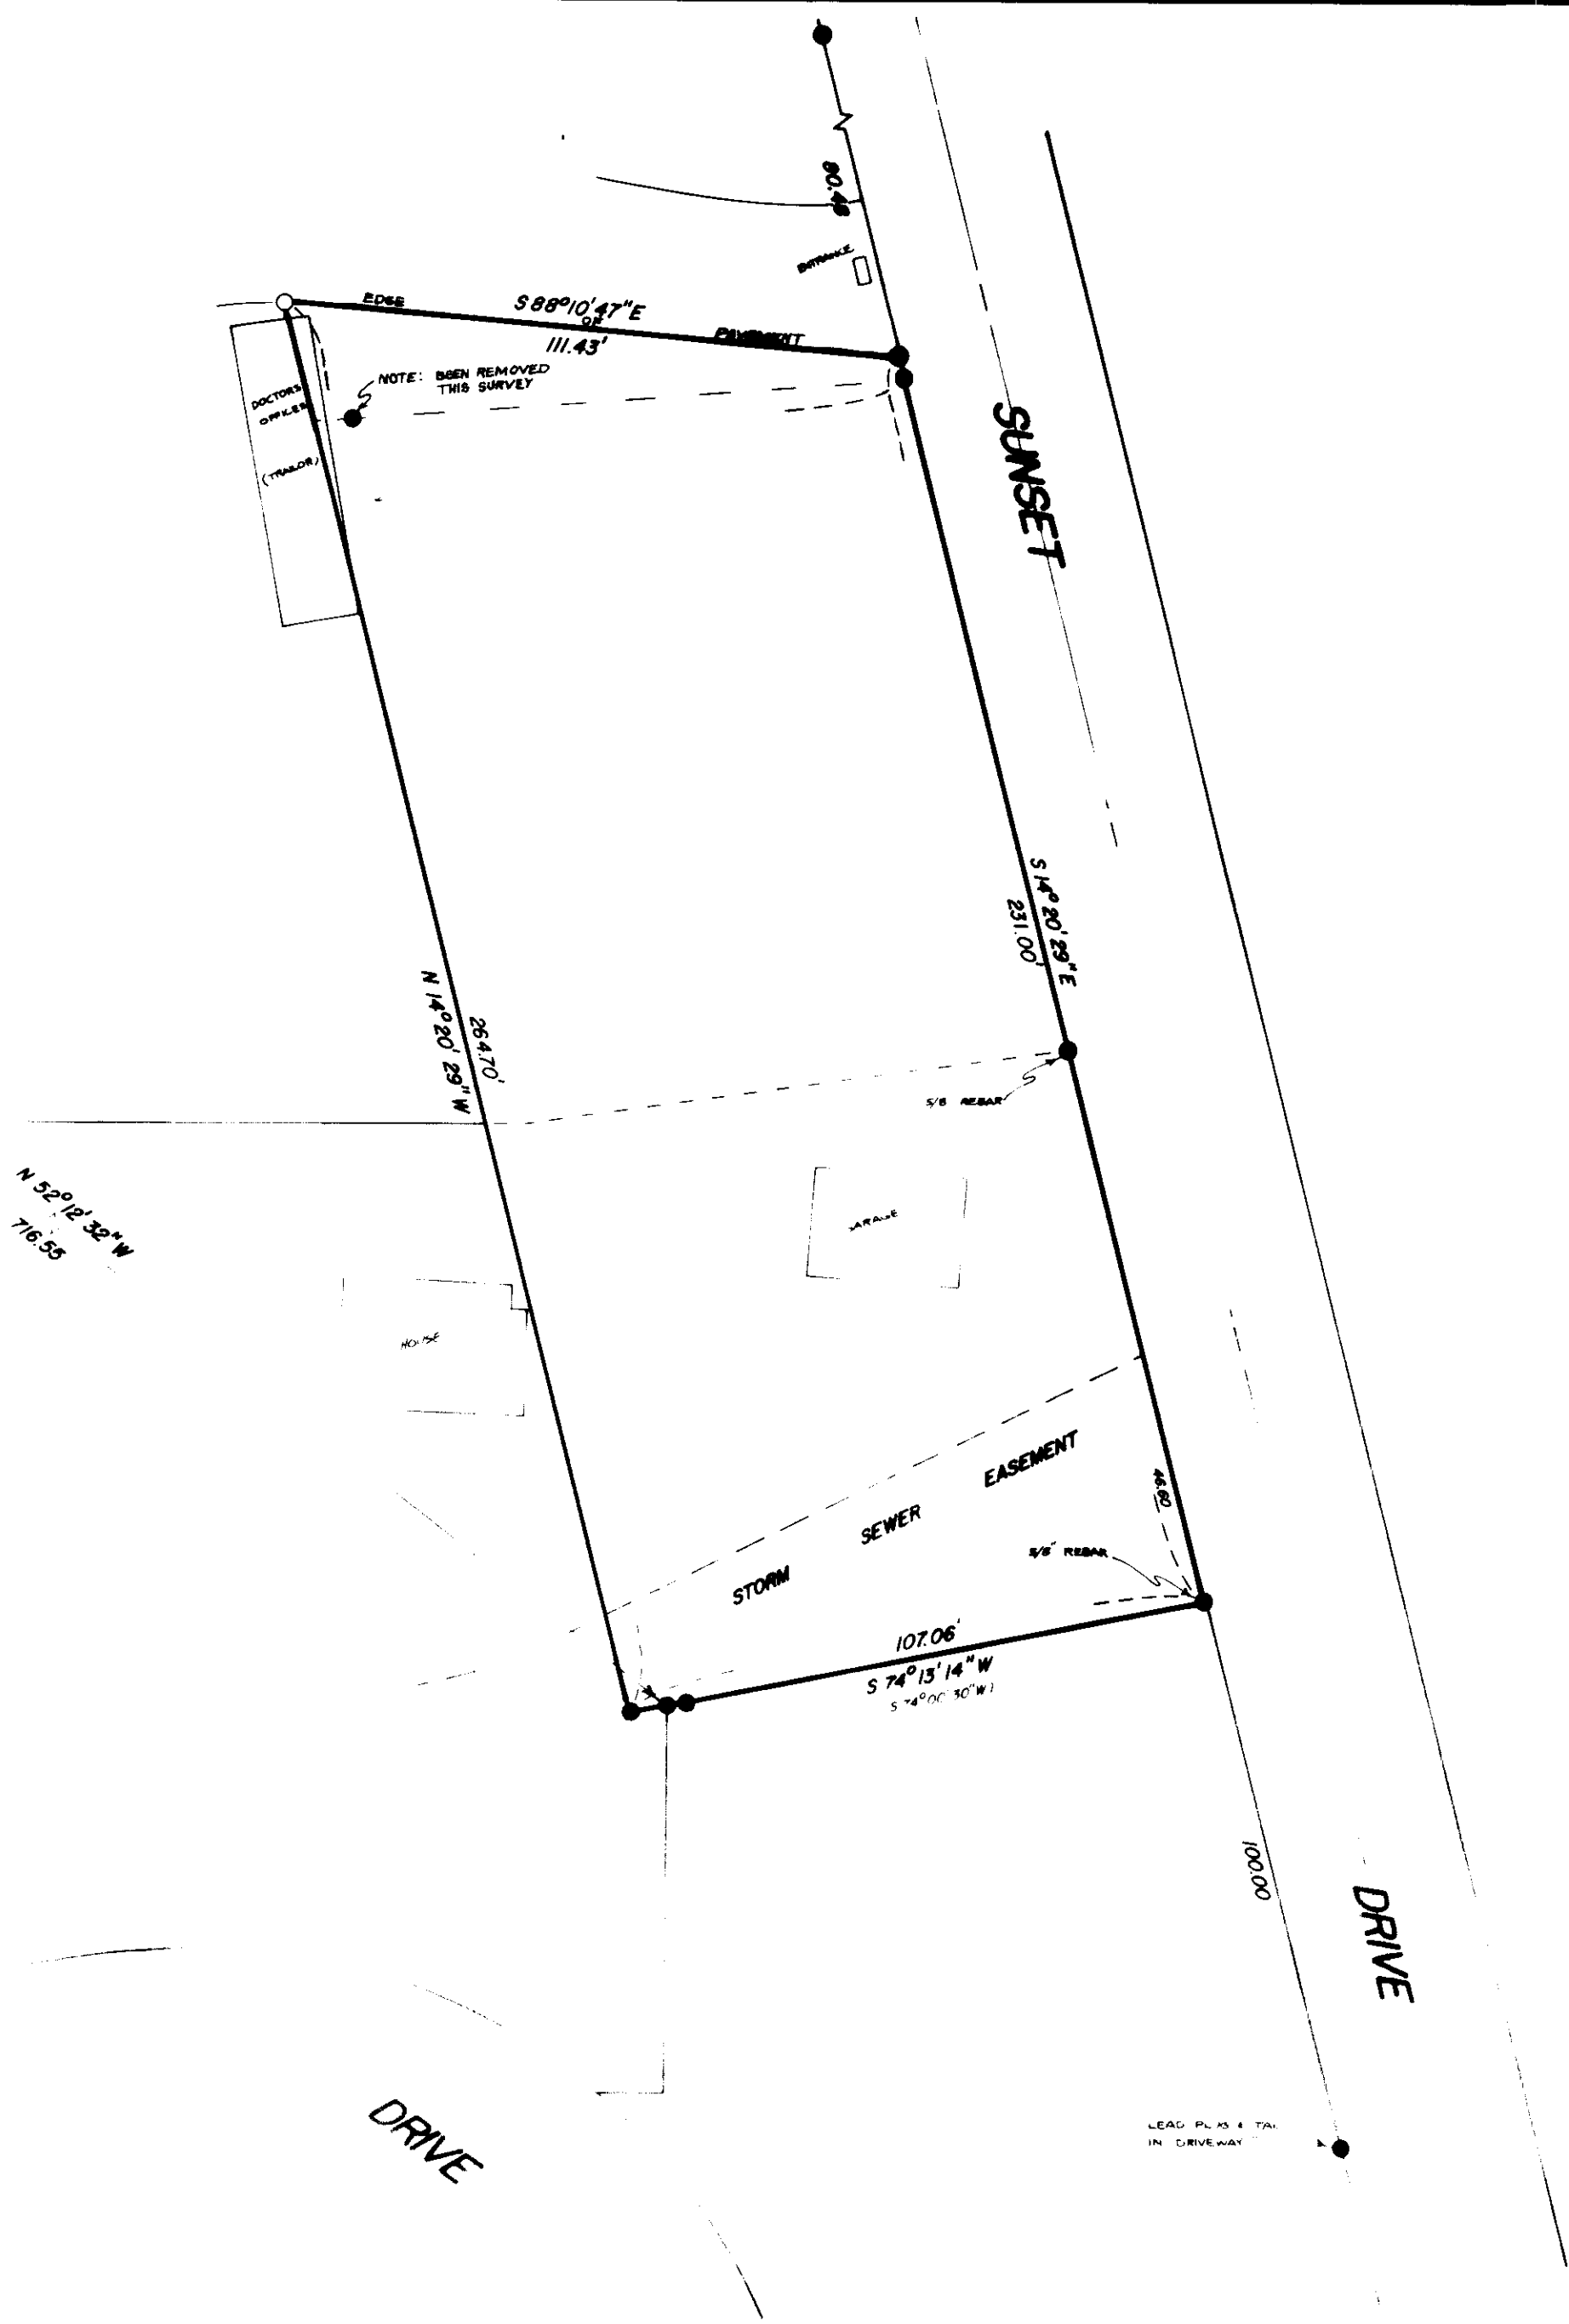 80.48
ENTRANCE
EDGE
S 88°10'47"E
OF
PAVEMENT
111.43'
NOTE: BEEN REMOVED
THIS SURVEY
DOCTORS
OFFICES
(TRAILOR)
SUNSET
S 14° 20' 29" E
231.00'
264.70'
N 14° 20' 29" W
5/8 REBAR
N 52°12' 32" W
716.55
HOUSE
STORM SEWER EASEMENT
46.60
5/8" REBAR
107.06'
S 74° 13' 14" W
100.00
DRIVE
DRIVE
LEAD
IN DRIVEWAY